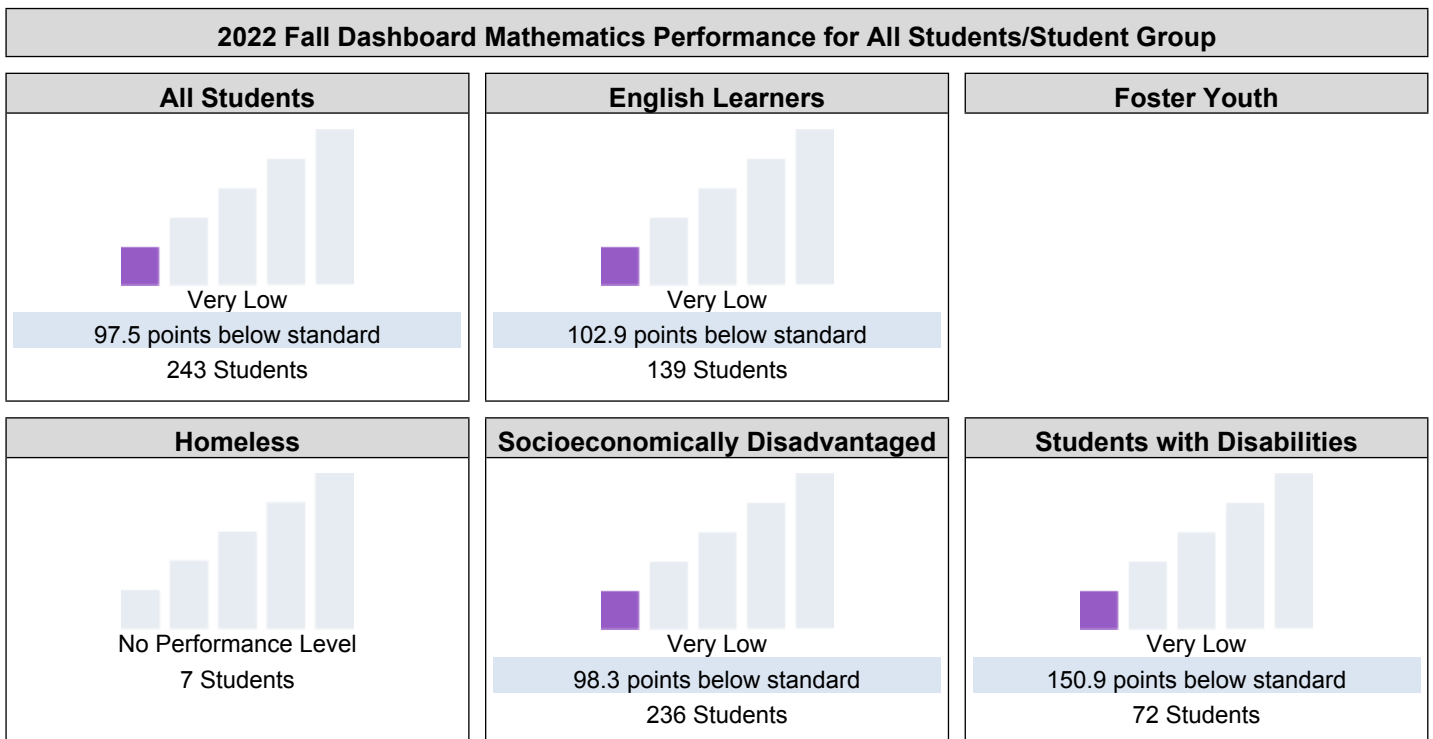 2022 Fall Dashboard Mathematics Performance for All Students/Student Group
All Students
Very Low
97.5 points below standard
243 Students
English Learners
Very Low
102.9 points below standard
139 Students
Foster Youth
Homeless
No Performance Level
7 Students
Socioeconomically Disadvantaged
Very Low
98.3 points below standard
236 Students
Students with Disabilities
Very Low
150.9 points below standard
72 Students